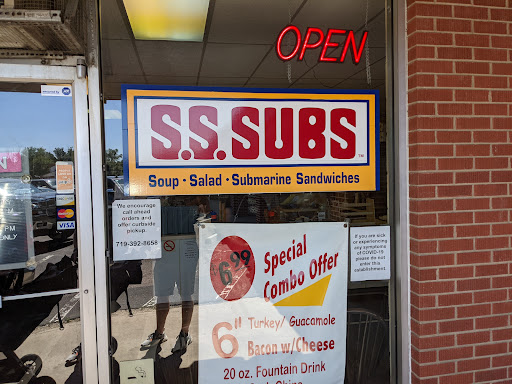 OPEN
S.S. SUBS
TM
Soup · Salad · Submarine Sandwiches
We encourage
call ahead
orders and
offer curbside
pickup.
719-392-8658
If you are sick
or experiencing
any symptoms
of COVID-19
please do not
enter this
establishment.
6.99
Special
Combo Offer
6" Turkey/ Guacamole
Bacon w/Cheese
20 oz. Fountain Drink
VISA
ONLY